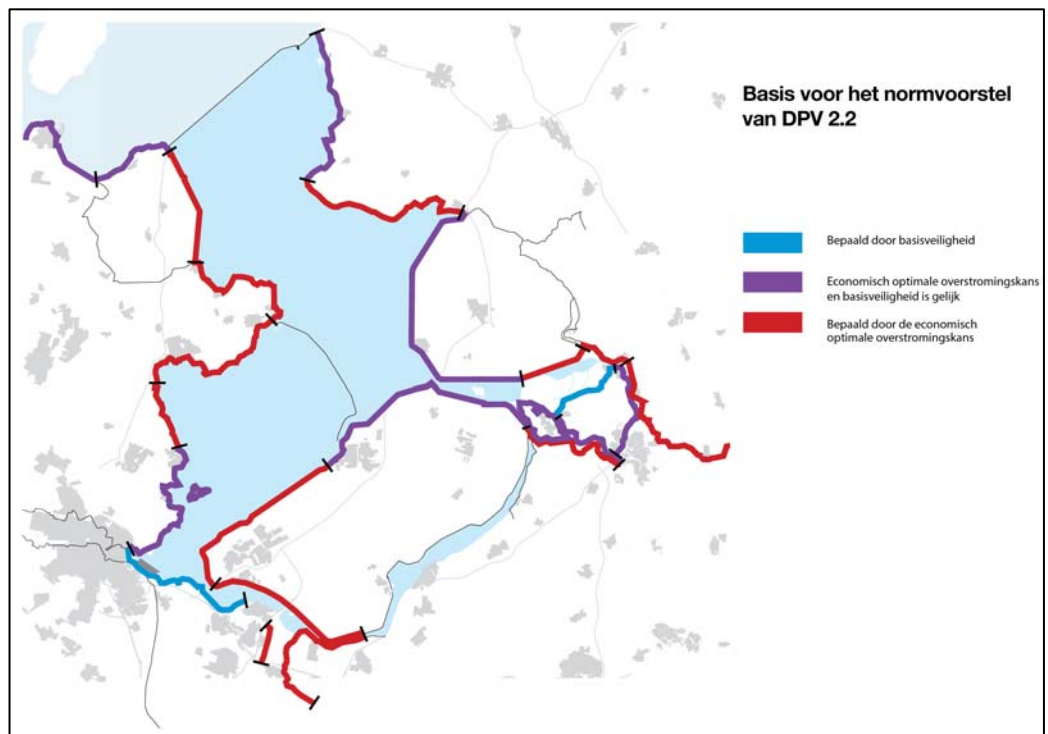 Basis voor het normvoorstel
van DPV 2.2
Bepaald door basisveiligheid
Economisch optimale overstromingskans
en basisveiligheid is gelijk
Bepaald door de economisch
optimale overstromingskans